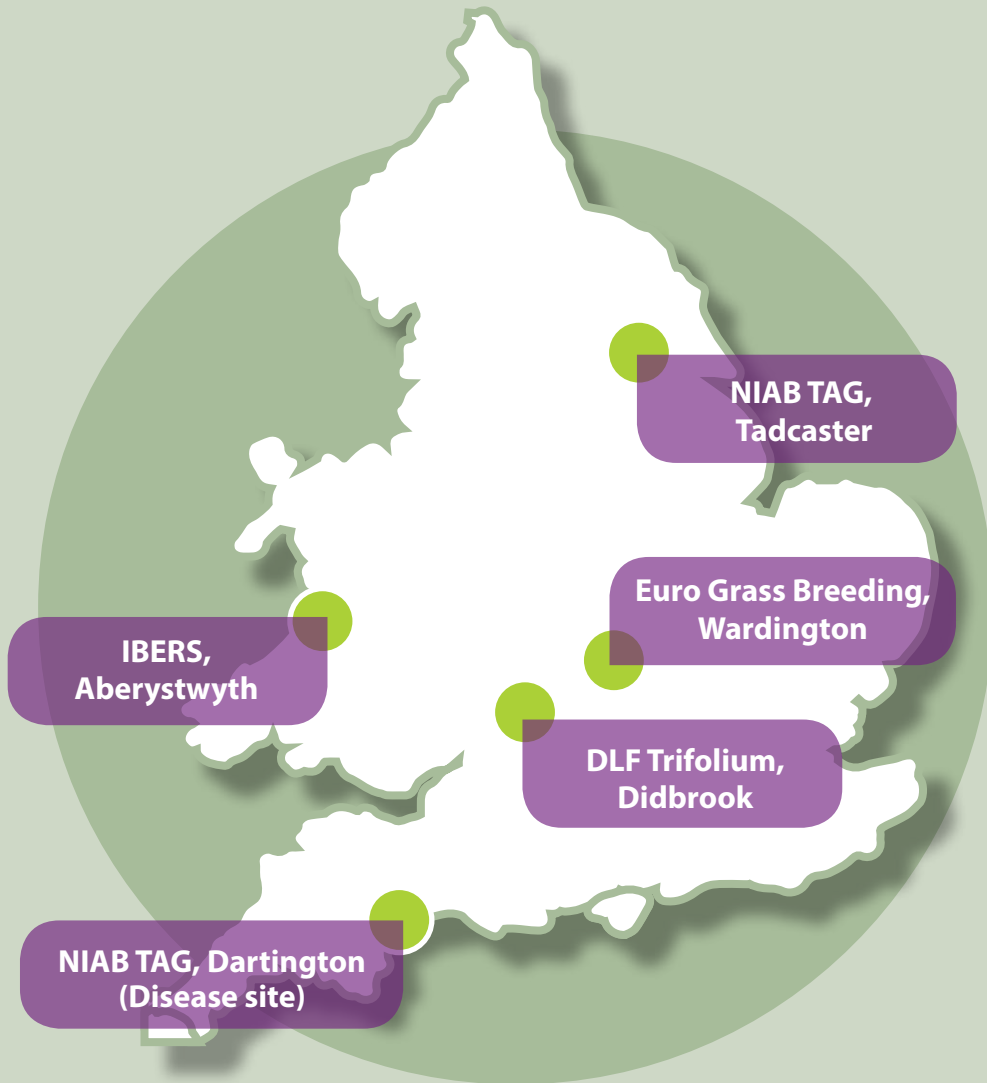 NIAB TAG,
Tadcaster
Euro Grass Breeding,
Wardington
IBERS,
Aberystwyth
DLF Trifolium,
Didbrook
NIAB TAG, Dartington
(Disease site)